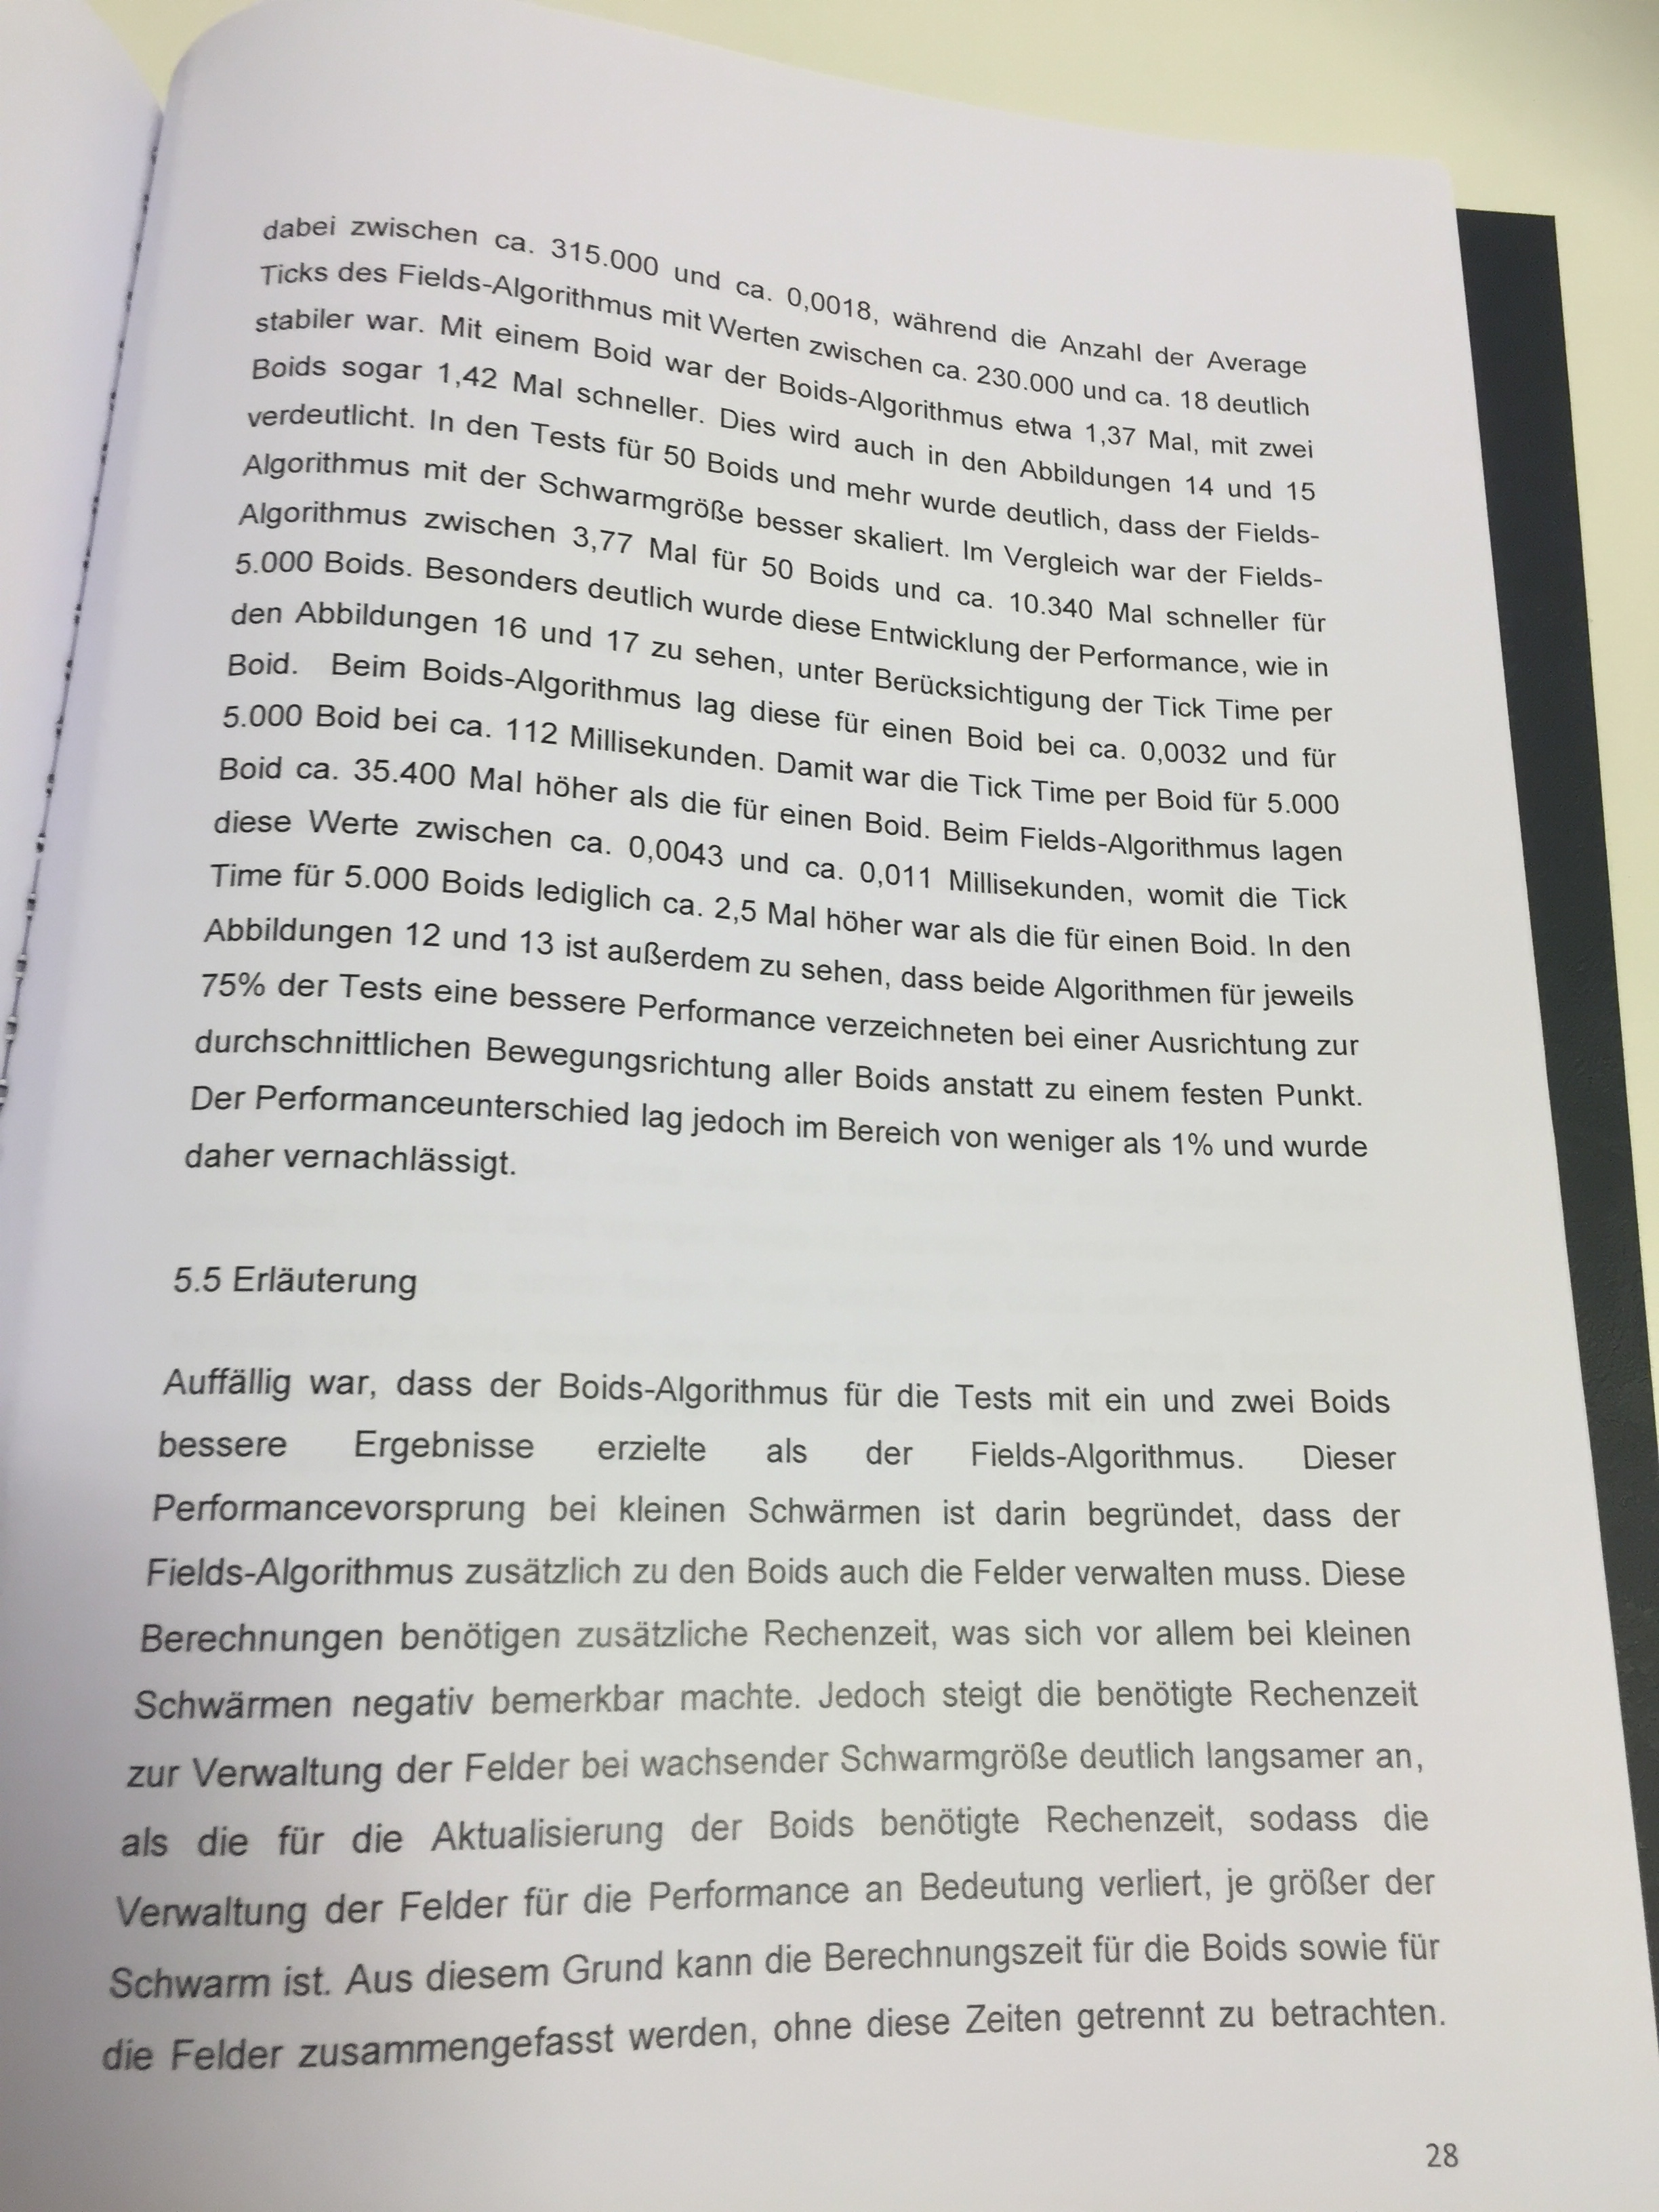 dabei zwischen ca. 315.000 und ca. 0,0018, während die Anzahl der Average
Ticks des Fields-Algorithmus mit Werten zwischen ca. 230.000 und ca. 18 deutlich
stabiler war. Mit einem Boid war der Boids-Algorithmus etwa 1,37 Mal, mit zwei
Boids sogar 1,42 Mal schneller. Dies wird auch in den Abbildungen 14 und 15
verdeutlicht. In den Tests für 50 Boids und mehr wurde deutlich, dass der Fields-
Algorithmus mit der Schwarmgröße besser skaliert. Im Vergleich war der Fields-
Algorithmus zwischen 3,77 Mal für 50 Boids und ca. 10.340 Mal schneller für
5.000 Boids. Besonders deutlich wurde diese Entwicklung der Performance, wie in
den Abbildungen 16 und 17 zu sehen, unter Berücksichtigung der Tick Time per
Boid. Beim Boids-Algorithmus lag diese für einen Boid bei ca. 0,0032 und für
5.000 Boid bei ca. 112 Millisekunden. Damit war die Tick Time per Boid für 5.000
Boid ca. 35.400 Mal höher als die für einen Boid. Beim Fields-Algorithmus lagen
diese Werte zwischen ca. 0,0043 und ca. 0,011 Millisekunden, womit die Tick
Time für 5.000 Boids lediglich ca. 2,5 Mal höher war als die für einen Boid. In den
Abbildungen 12 und 13 ist außerdem zu sehen, dass beide Algorithmen für jeweils
75% der Tests eine bessere Performance verzeichneten bei einer Ausrichtung zur
durchschnittlichen Bewegungsrichtung aller Boids anstatt zu einem festen Punkt.
Der Performanceunterschied lag jedoch im Bereich von weniger als 1% und wurde
daher vernachlässigt.
5.5 Erläuterung
Auffällig war, dass der Boids-Algorithmus für die Tests mit ein und zwei Boids
bessere Ergebnisse erzielte als der Fields-Algorithmus. Dieser
Performancevorsprung bei kleinen Schwärmen ist darin begründet, dass der
Fields-Algorithmus zusätzlich zu den Boids auch die Felder verwalten muss. Diese
Berechnungen benötigen zusätzliche Rechenzeit, was sich vor allem bei kleinen
Schwärmen negativ bemerkbar machte. Jedoch steigt die benötigte Rechenzeit
zur Verwaltung der Felder bei wachsender Schwarmgröße deutlich langsamer an,
als die für die Aktualisierung der Boids benötigte Rechenzeit, sodass die
Verwaltung der Felder für die Performance an Bedeutung verliert, je größer der
Schwarm ist. Aus diesem Grund kann die Berechnungszeit für die Boids sowie für
die Felder zusammengefasst werden, ohne diese Zeiten getrennt zu betrachten.
28